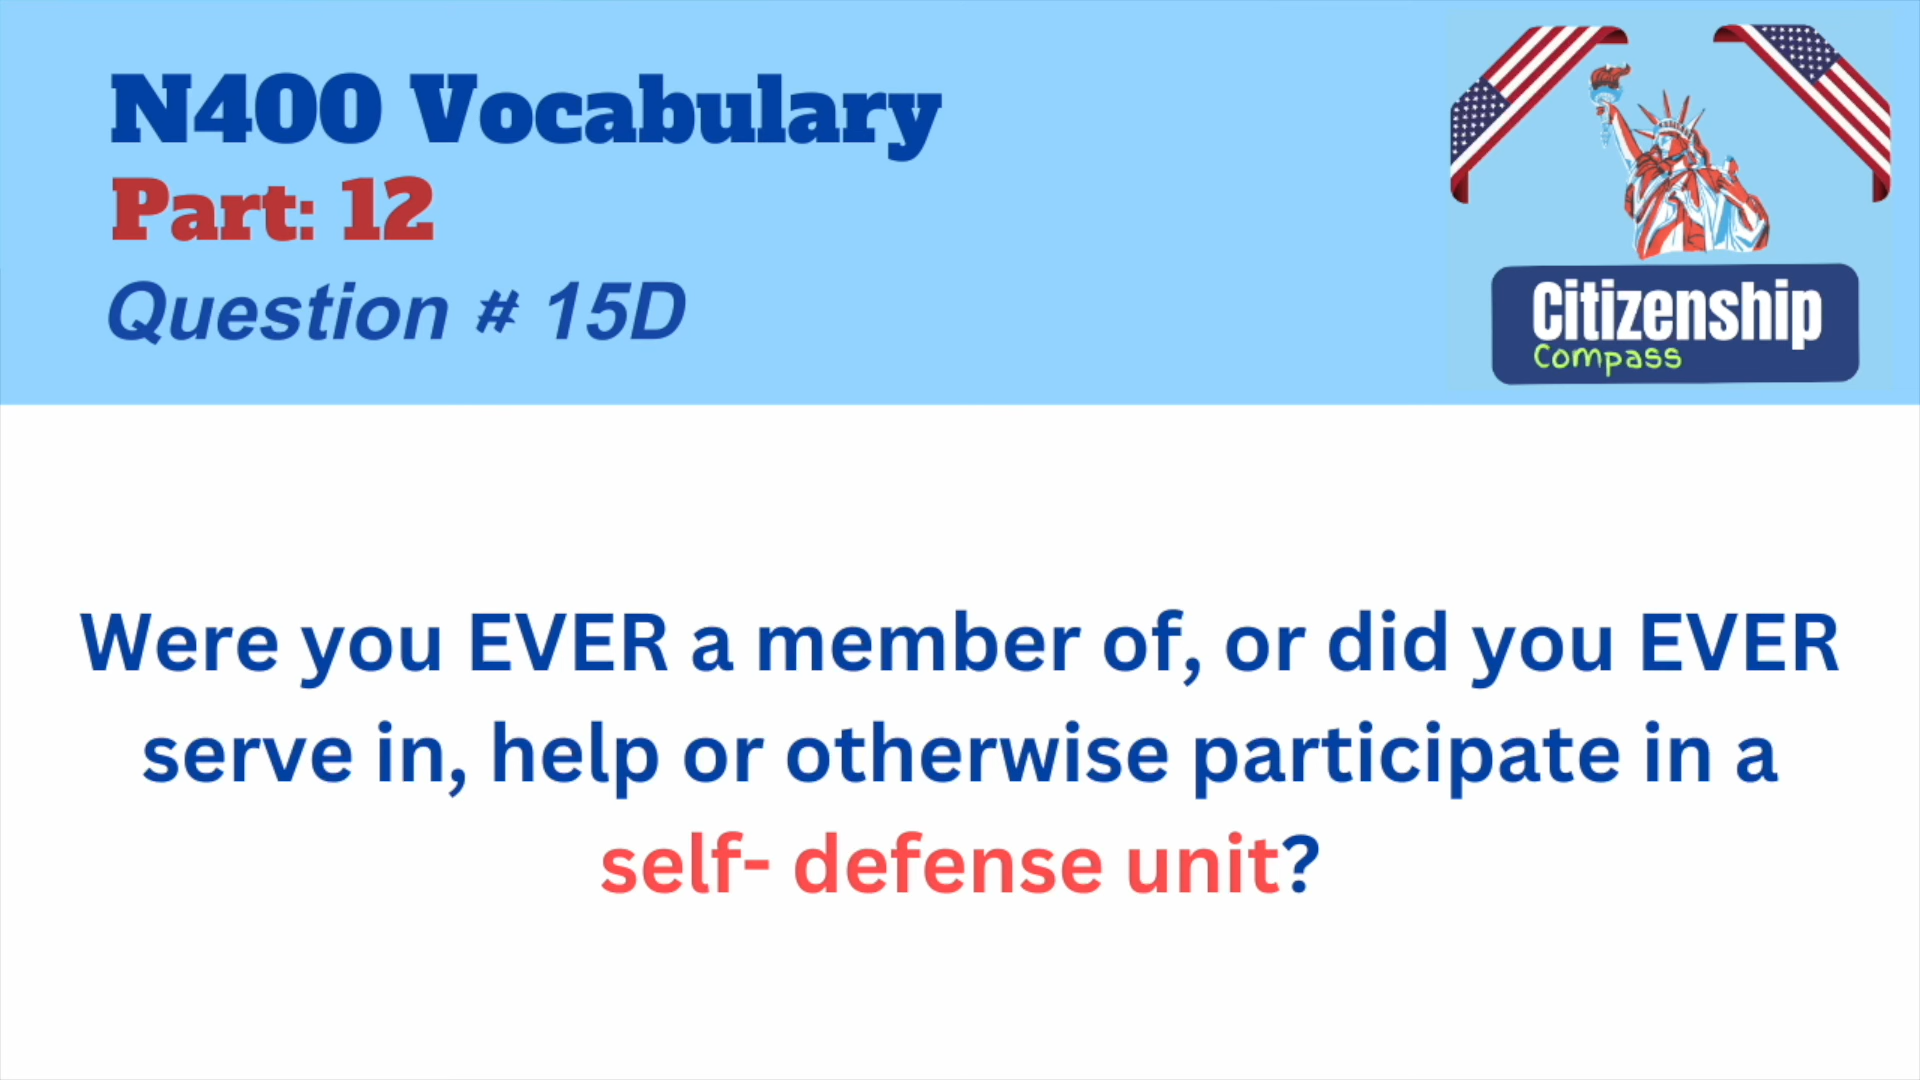 N400 Vocabulary
Part: 12
Question # 15D
Citizenship
Compass
Were you EVER a member of, or did you EVER
serve in, help or otherwise participate in a
self- defense unit?